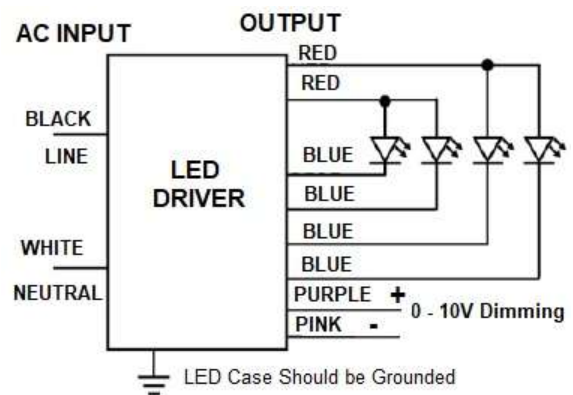 AC INPUT
OUTPUT
RED
RED
BLACK
LINE
LED
DRIVER
BLUE
BLUE
BLUE
BLUE
WHITE
NEUTRAL
PURPLE +
PINK -
0 - 10V Dimming
LED Case Should be Grounded